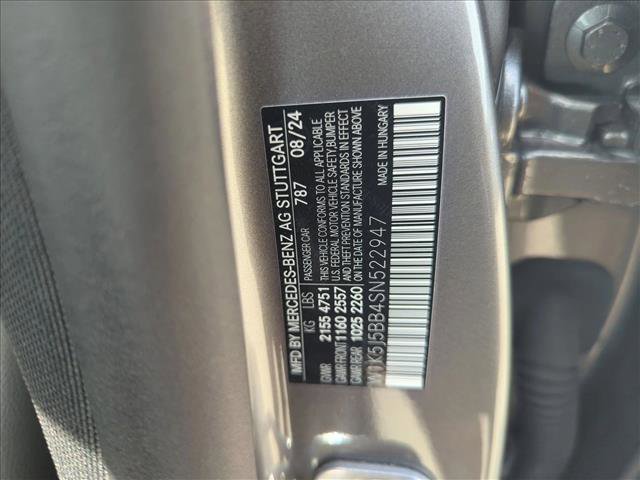 MFD BY MERCEDES-BENZ AG STUTTGART
787 08/24
KG LBS PASSENGER CAR
GVWR 2155 4751 THIS VEHICLE CONFORMS TO ALL APPLICABLE
GAWR FRONT 1160 2557 U.S. FEDERAL MOTOR VEHICLE SAFETY, BUMPER
GAWR REAR 1025 2260 AND THEFT PREVENTION STANDARDS IN EFFECT
ON THE DATE OF MANUFACTURE SHOWN ABOVE
W1K5J5BB4SN522947
MADE IN HUNGARY